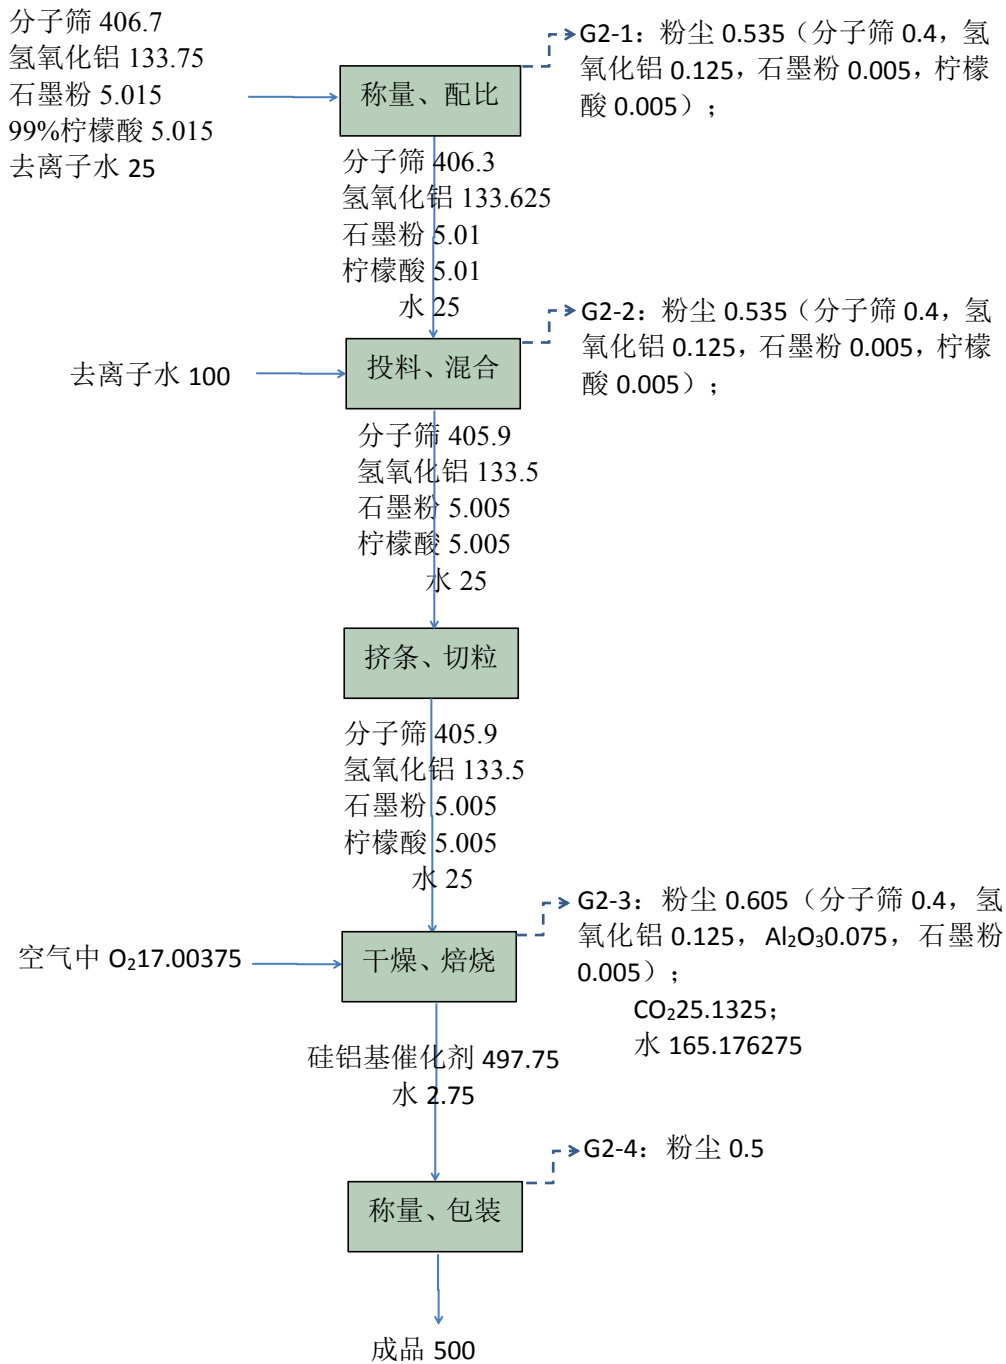 分子筛 406.7
氢氧化铝 133.75
石墨粉 5.015
99%柠檬酸 5.015
去离子水 25
称量、配比
G2-1：粉尘 0.535（分子筛 0.4，氢
氧化铝 0.125，石墨粉 0.005，柠檬
酸 0.005）；
分子筛 406.3
氢氧化铝 133.625
石墨粉 5.01
柠檬酸 5.01
水 25
去离子水 100
投料、混合
G2-2：粉尘 0.535（分子筛 0.4，氢
氧化铝 0.125，石墨粉 0.005，柠檬
酸 0.005）；
分子筛 405.9
氢氧化铝 133.5
石墨粉 5.005
柠檬酸 5.005
水 25
挤条、切粒
分子筛 405.9
氢氧化铝 133.5
石墨粉 5.005
柠檬酸 5.005
水 25
空气中 O₂17.00375
干燥、焙烧
G2-3：粉尘 0.605（分子筛 0.4，氢
氧化铝 0.125，Al₂O₃0.075，石墨粉
0.005）；
CO₂25.1325；
水 165.176275
硅铝基催化剂 497.75
水 2.75
称量、包装
G2-4：粉尘 0.5
成品 500